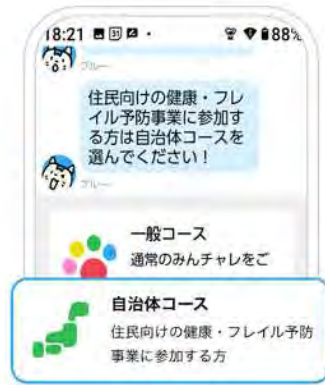 18:21
88%
ブルー
住民向けの健康・フレ
イル予防事業に参加す
る方は自治体コースを
選んでください！
ブルー
一般コース
通常のみんチャレをご
自治体コース
住民向けの健康・フレイル予防
事業に参加する方